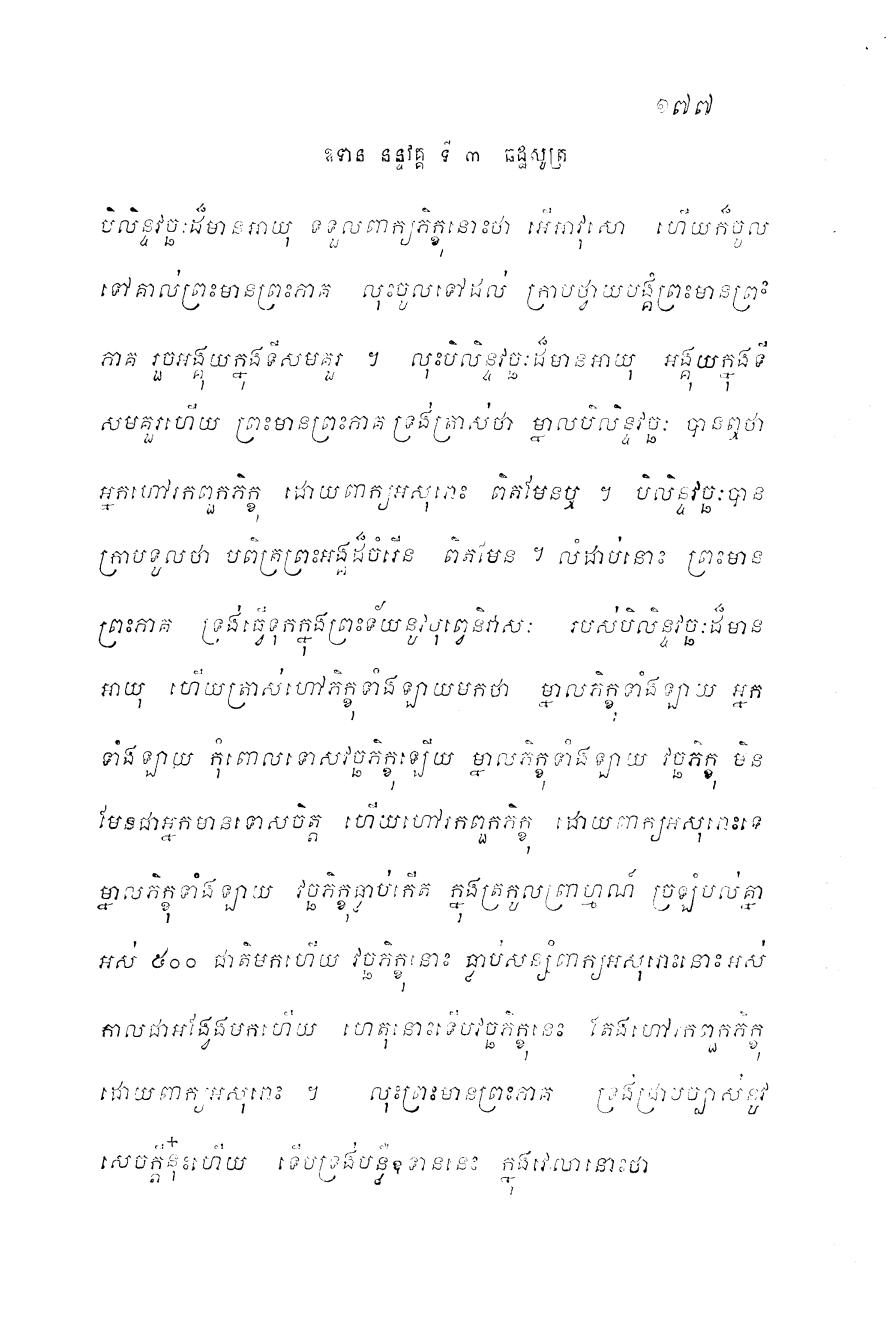 ១៧៧
ឧទាន នន្ទវគ្គ ទី ៣ ឆដ្ឋសូត្រ
បិលិន្ទវច្ឆៈដ៏មានអាយុ ទទួលពាក្យភិក្ខុនោះថា អើអាវុសោ ហើយក៏ចូល
ទៅគាល់ព្រះមានព្រះភាគ លុះចូលទៅដល់ ក្រាបថ្វាយបង្គំព្រះមានព្រះ
ភាគ រួចអង្គុយក្នុងទីសមគួរ ។ លុះបិលិន្ទវច្ឆៈដ៏មានអាយុ អង្គុយក្នុងទី
សមគួរហើយ ព្រះមានព្រះភាគទ្រង់ត្រាស់ថា ម្នាលបិលិន្ទវច្ឆៈ បានឮថា
អ្នកហៅរកពួកភិក្ខុ ដោយពាក្យអសុរោះ ពិតមែនឬ ។ បិលិន្ទវច្ឆៈបាន
ក្រាបទូលថា បពិត្រព្រះអង្គដ៏ចំរើន ពិតមែន ។ លំដាប់នោះ ព្រះមាន
ព្រះភាគ ទ្រង់ធ្វើទុកក្នុងព្រះទ័យនូវបុព្វេនិវាសៈ របស់បិលិន្ទវច្ឆៈដ៏មាន
អាយុ ហើយត្រាស់ហៅភិក្ខុទាំងឡាយមកថា ម្នាលភិក្ខុទាំងឡាយ អ្នក
ទាំងឡាយ កុំពោលទោសវច្ឆភិក្ខុឡើយ ម្នាលភិក្ខុទាំងឡាយ វច្ឆភិក្ខុ មិន
មែនជាអ្នកមានទោសចិត្ត ហើយហៅរកពួកភិក្ខុ ដោយពាក្យអសុរោះទេ
ម្នាលភិក្ខុទាំងឡាយ វច្ឆភិក្ខុធ្លាប់កើត ក្នុងត្រកូលព្រាហ្មណ៍ ច្រឡំបល់គ្នា
អស់ ៥០០ ជាតិមកហើយ វច្ឆភិក្ខុនោះ ធ្លាប់សន្សំពាក្យអសុរោះនោះអស់
កាលជាអង្វែងមកហើយ ហេតុនោះទើបវច្ឆភិក្ខុនេះ តែងហៅរកពួកភិក្ខុ
ដោយពាក្យអសុរោះ ។ លុះព្រះមានព្រះភាគ ទ្រង់ជ្រាបច្បាស់នូវ
សេចក្តីនុ៎ះហើយ ទើបទ្រង់បន្លឺឧទាននេះ ក្នុងវេលានោះថា